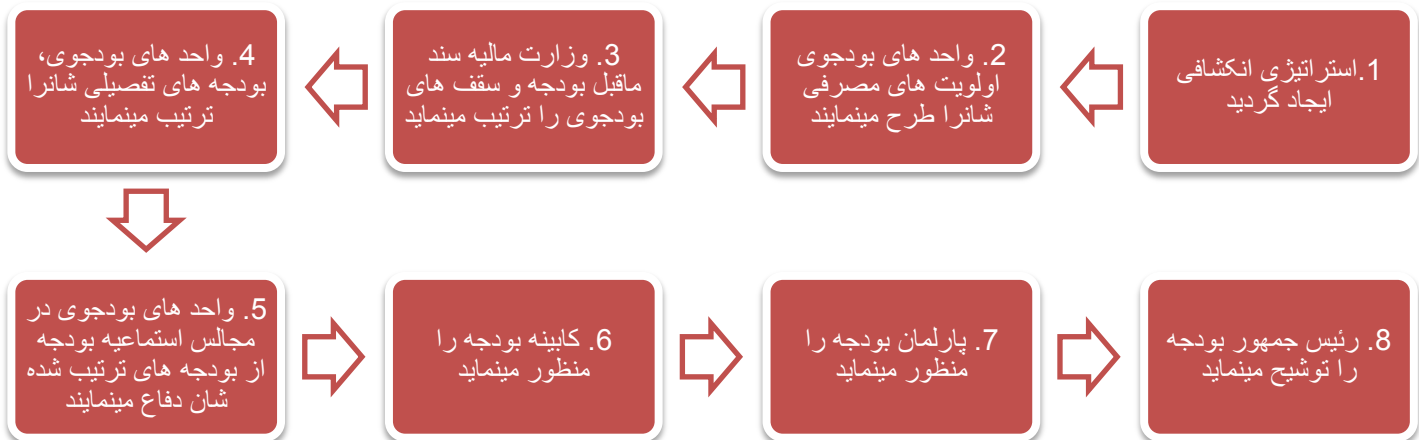 1.استراتیژی انکشافی
ایجاد گردید
2. واحد های بودجوی
اولویت های مصرفی
شانرا طرح مینمایند
3. وزارت مالیه سند
ماقبل بودجه و سقف های
بودجوی را ترتیب مینماید
4. واحد های بودجوی،
بودجه های تفصیلی شانرا
ترتیب مینمایند
5. واحد های بودجوی در
مجالس استماعیه بودجه
از بودجه های ترتیب شده
شان دفاع مینمایند
6. کابینه بودجه را
منظور مینماید
7. پارلمان بودجه را
منظور مینماید
8. رئیس جمهور بودجه
را توشیح مینماید